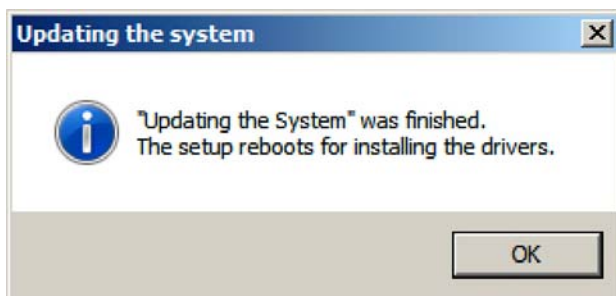 Updating the system
"Updating the System" was finished.
The setup reboots for installing the drivers.
OK